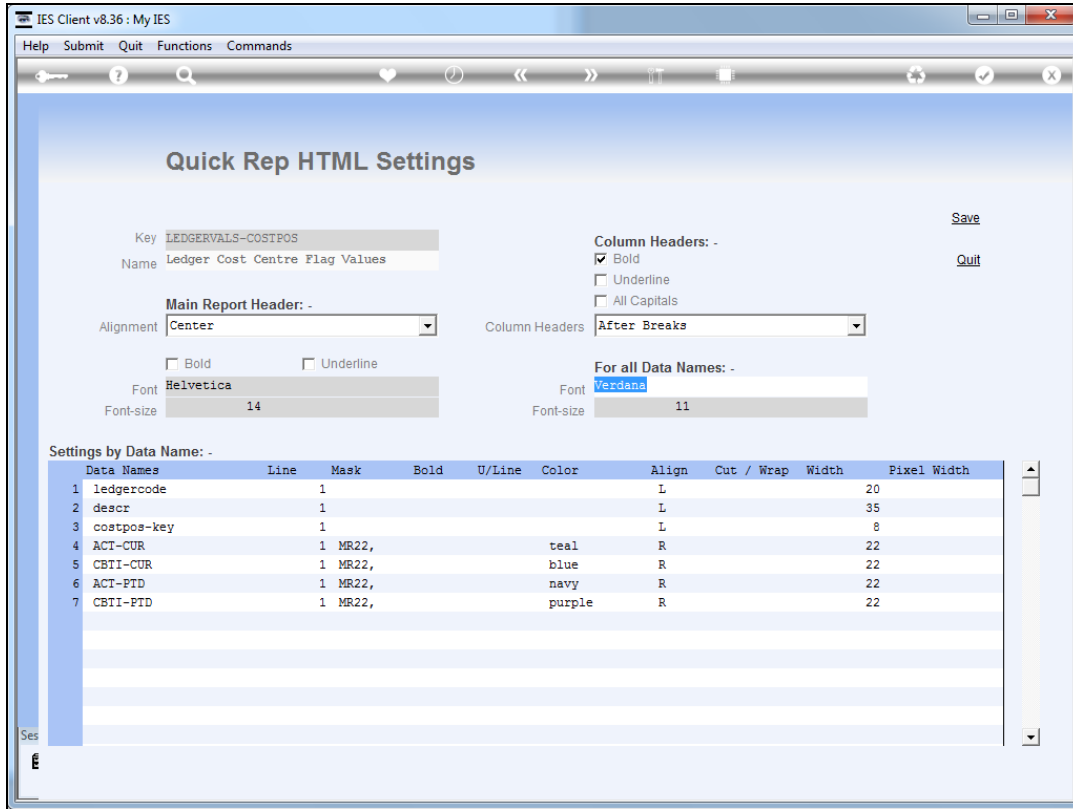 IES Client v8.36 : My IES
Help Submit Quit Functions Commands
Quick Rep HTML Settings
Save
Key LEDGERVALS-COSTPOS
Column Headers: -
Name Ledger Cost Centre Flag Values
Bold
Quit
Underline
Main Report Header: -
All Capitals
Alignment Center
Column Headers After Breaks
Bold Underline
For all Data Names: -
Font Helvetica
Font Verdana
Font-size 14
Font-size 11
Settings by Data Name: -
Data Names Line Mask Bold U/Line Color Align Cut / Wrap Width Pixel Width
1 ledgercode 1 L 20
2 descr 1 L 35
3 costpos-key 1 L 8
4 ACT-CUR 1 MR22, teal R 22
5 CBTI-CUR 1 MR22, blue R 22
6 ACT-PTD 1 MR22, navy R 22
7 CBTI-PTD 1 MR22, purple R 22
Ses